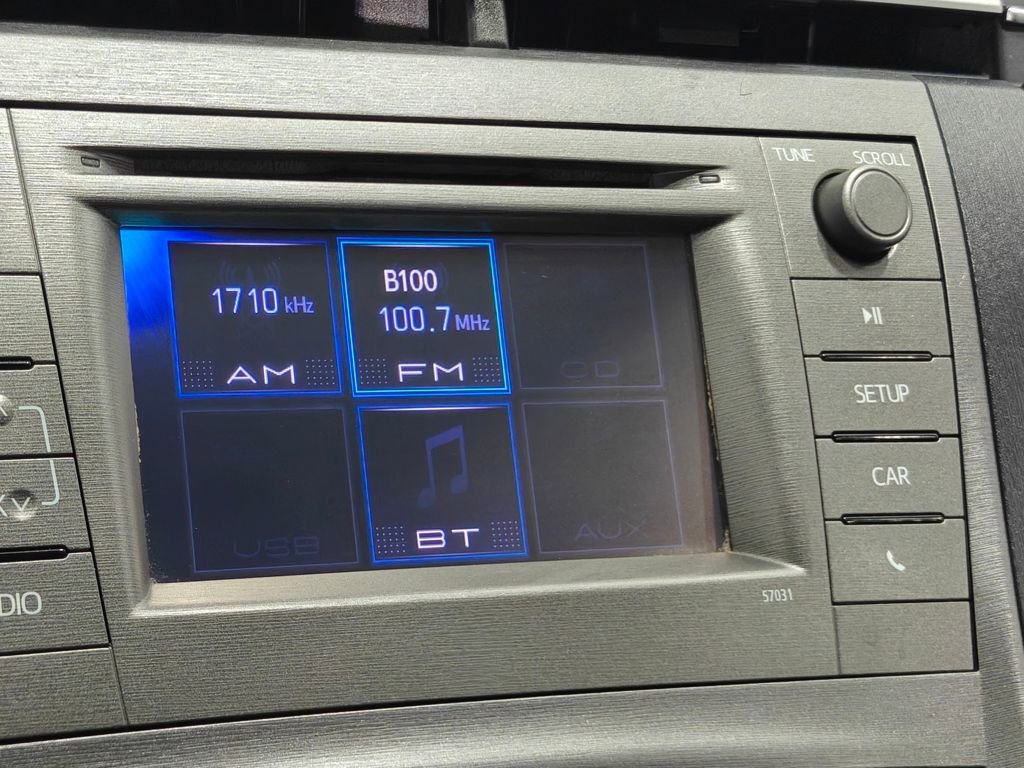 TUNE SCROLL
B100
1710 kHz
100.7 MHz
AM FM CD
SETUP
CAR
USB BT AUX
DIO
57031